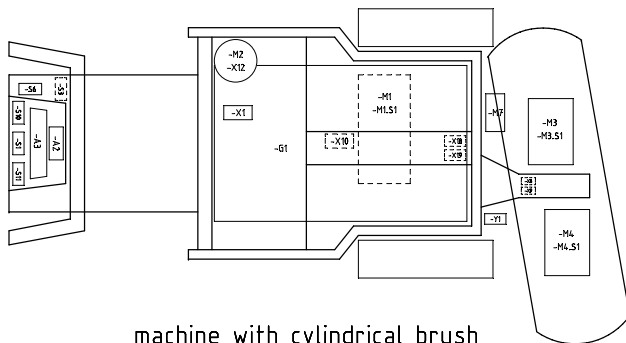 -M2
-X12
-S6
-S3
-S10
-S1
-S11
-A3
-A2
-X1
-G1
-X10
-M1
-M1.S1
-X18
-X19
-M7
-M3
-M3.S1
-Y1
-M4
-M4.S1
machine with cylindrical brush